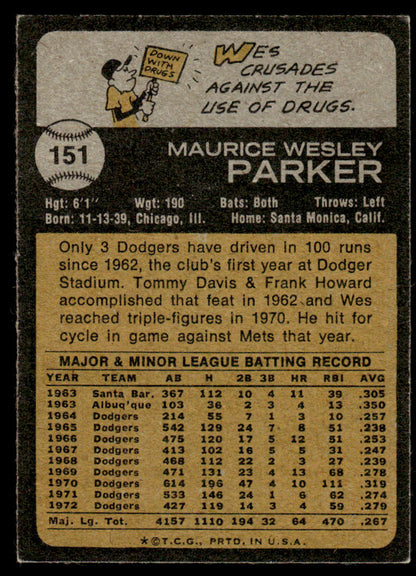 DOWN
WITH
DRUGS
WES
CRUSADES
AGAINST THE
USE OF DRUGS.
151
MAURICE WESLEY
PARKER
Hgt: 6'1" Wgt: 190 Bats: Both Throws: Left
Born: 11-13-39, Chicago, Ill. Home: Santa Monica, Calif.
Only 3 Dodgers have driven in 100 runs
since 1962, the club's first year at Dodger
Stadium. Tommy Davis & Frank Howard
accomplished that feat in 1962 and Wes
reached triple-figures in 1970. He hit for
cycle in game against Mets that year.
MAJOR & MINOR LEAGUE BATTING RECORD
YEAR TEAM AB H 2B 3B HR RBI AVG
1963 Santa Bar. 367 112 10 4 11 39 .305
1963 Albuq'que 103 36 2 3 4 13 .350
1964 Dodgers 214 55 7 1 3 10 .257
1965 Dodgers 542 129 24 7 8 51 .238
1966 Dodgers 475 120 17 5 12 51 .253
1967 Dodgers 413 102 16 5 5 31 .247
1968 Dodgers 468 112 22 2 3 27 .239
1969 Dodgers 471 131 23 4 13 68 .278
1970 Dodgers 614 196 47 4 10 111 .319
1971 Dodgers 533 146 24 1 6 62 .274
1972 Dodgers 427 119 14 3 4 59 .279
Maj. Lg. Tot. 4157 1110 194 32 64 470 .267
*©T.C.G., PRTD. IN U.S.A.